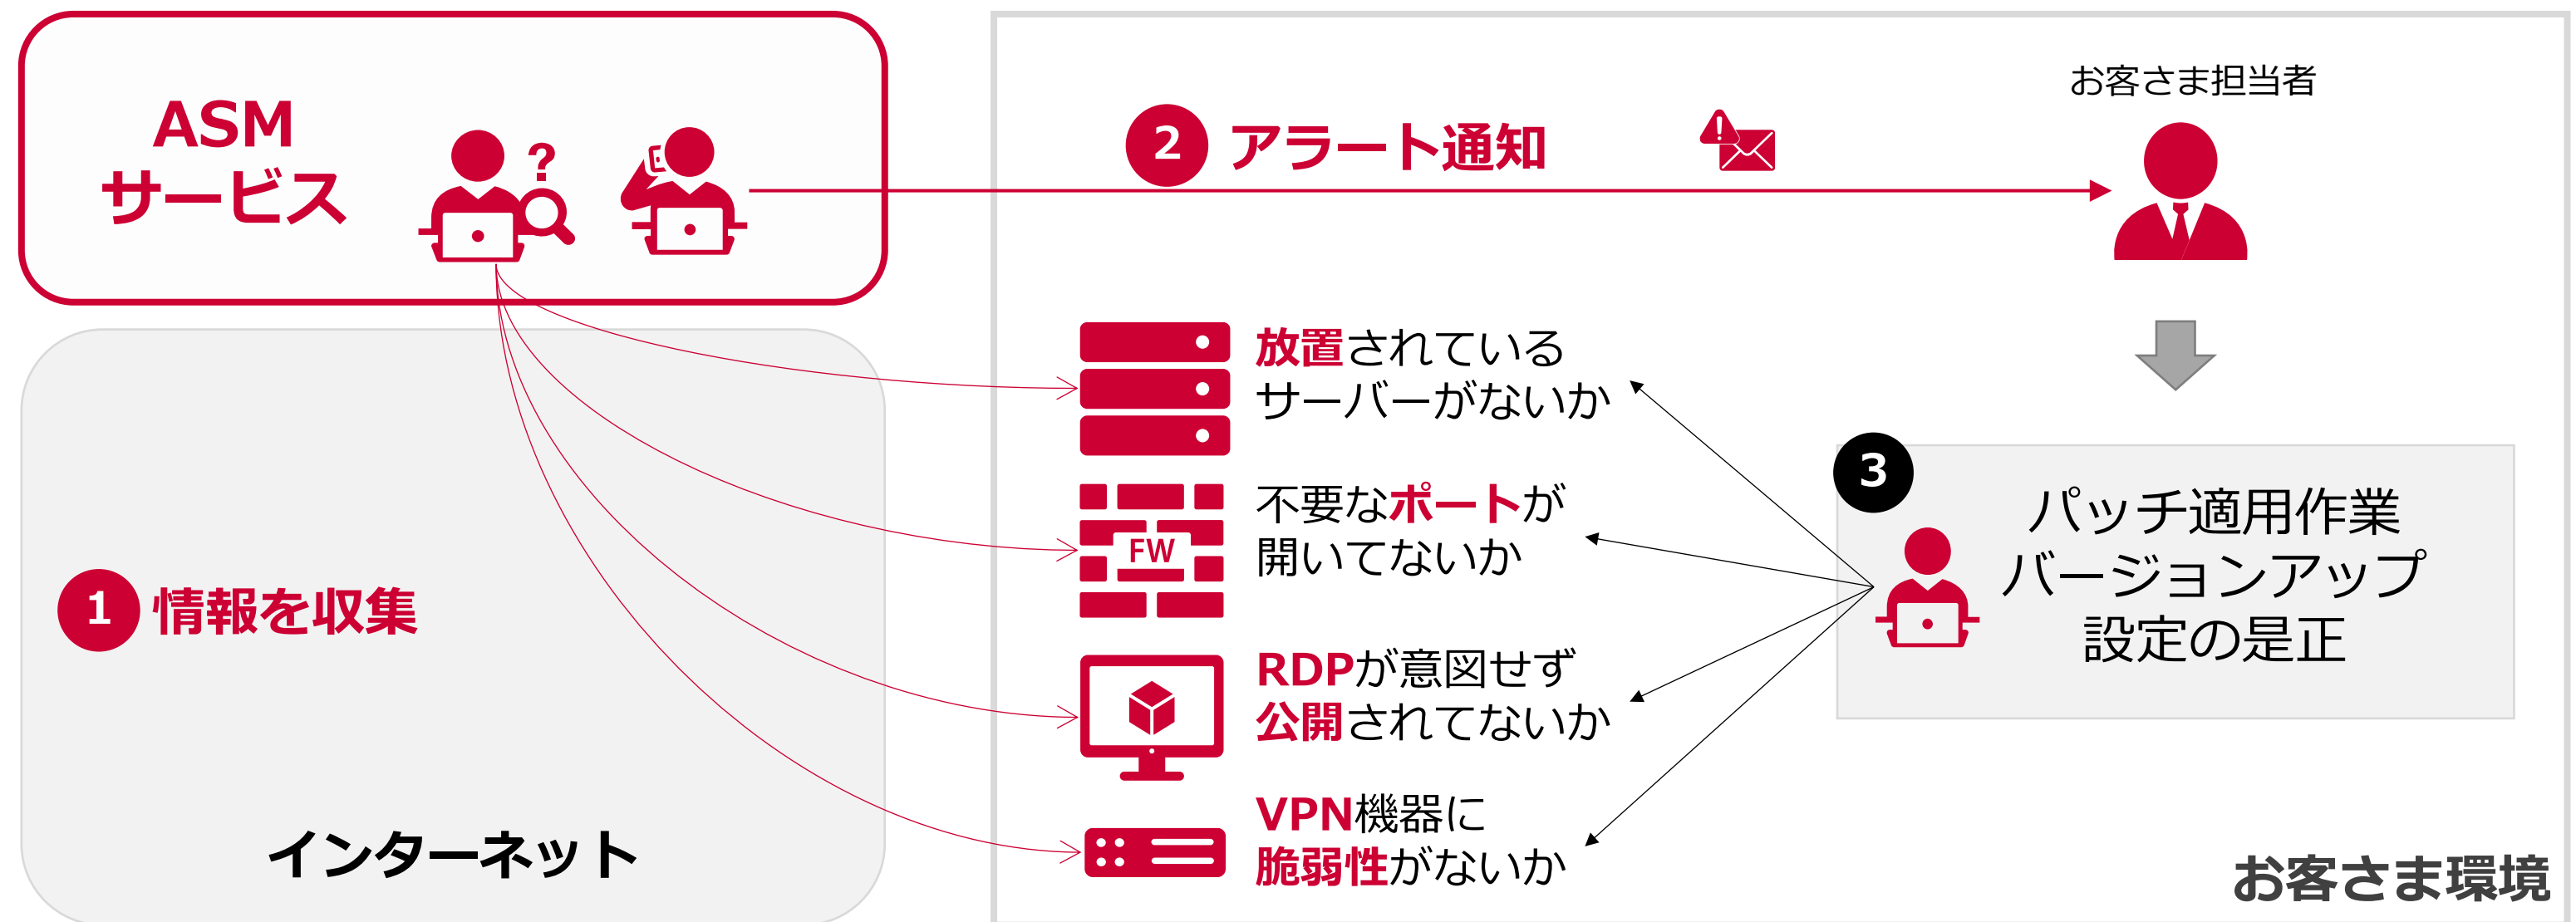 ASM
サービス
?
2 アラート通知
!
お客さま担当者
1 情報を収集
インターネット
放置されている
サーバーがないか
FW
不要なポートが
開いてないか
RDPが意図せず
公開されてないか
VPN機器に
脆弱性がないか
3
パッチ適用作業
バージョンアップ
設定の是正
お客さま環境